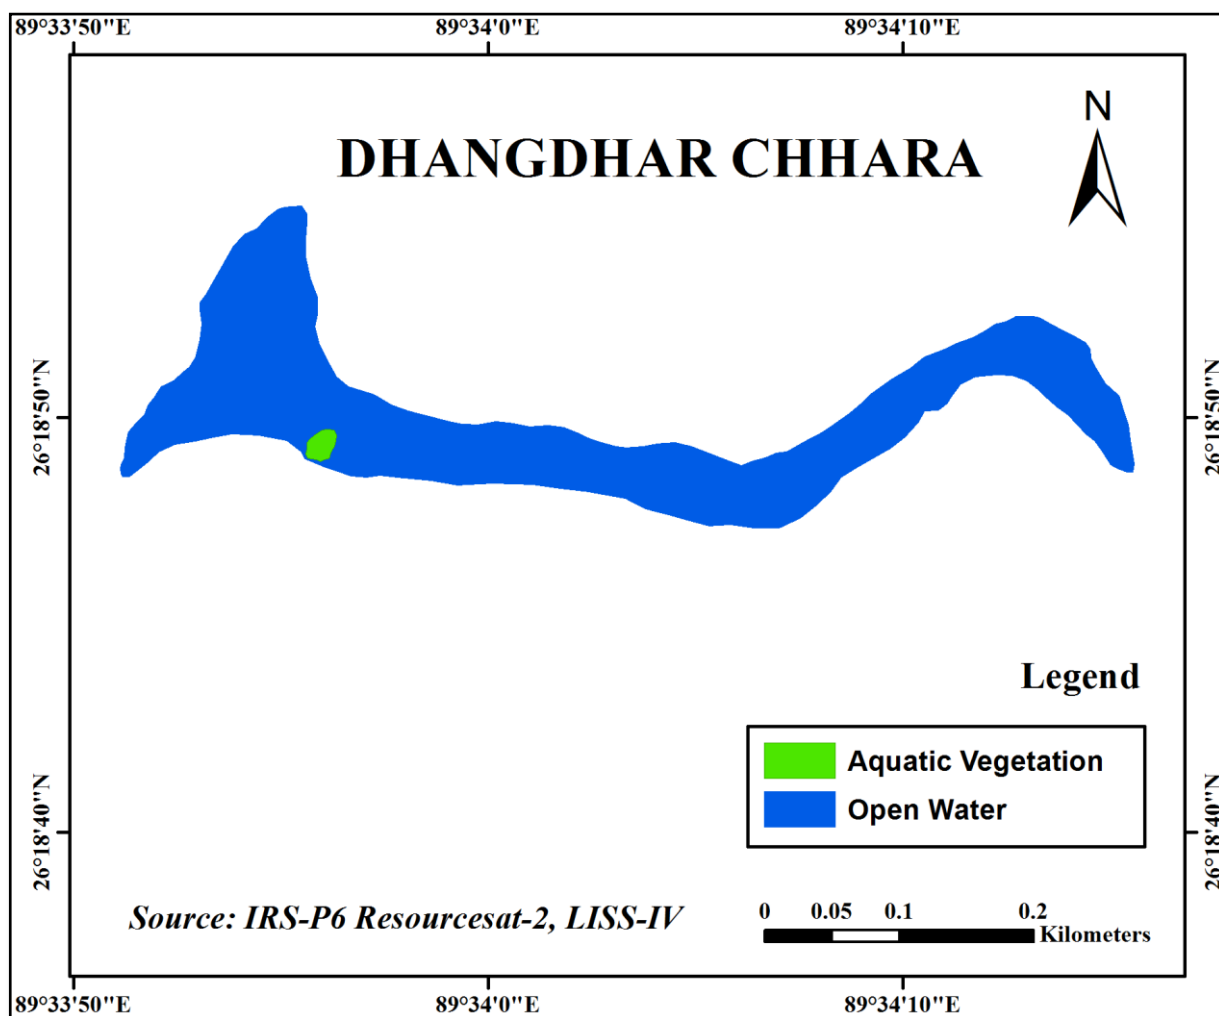 89°33'50"E 89°34'0"E 89°34'10"E
N
DHANGDHAR CHHARA
26°18'50"N 26°18'50"N
Legend
Aquatic Vegetation
Open Water
26°18'40"N 26°18'40"N
Source: IRS-P6 Resourcesat-2, LISS-IV
0 0.05 0.1 0.2
Kilometers
89°33'50"E 89°34'0"E 89°34'10"E